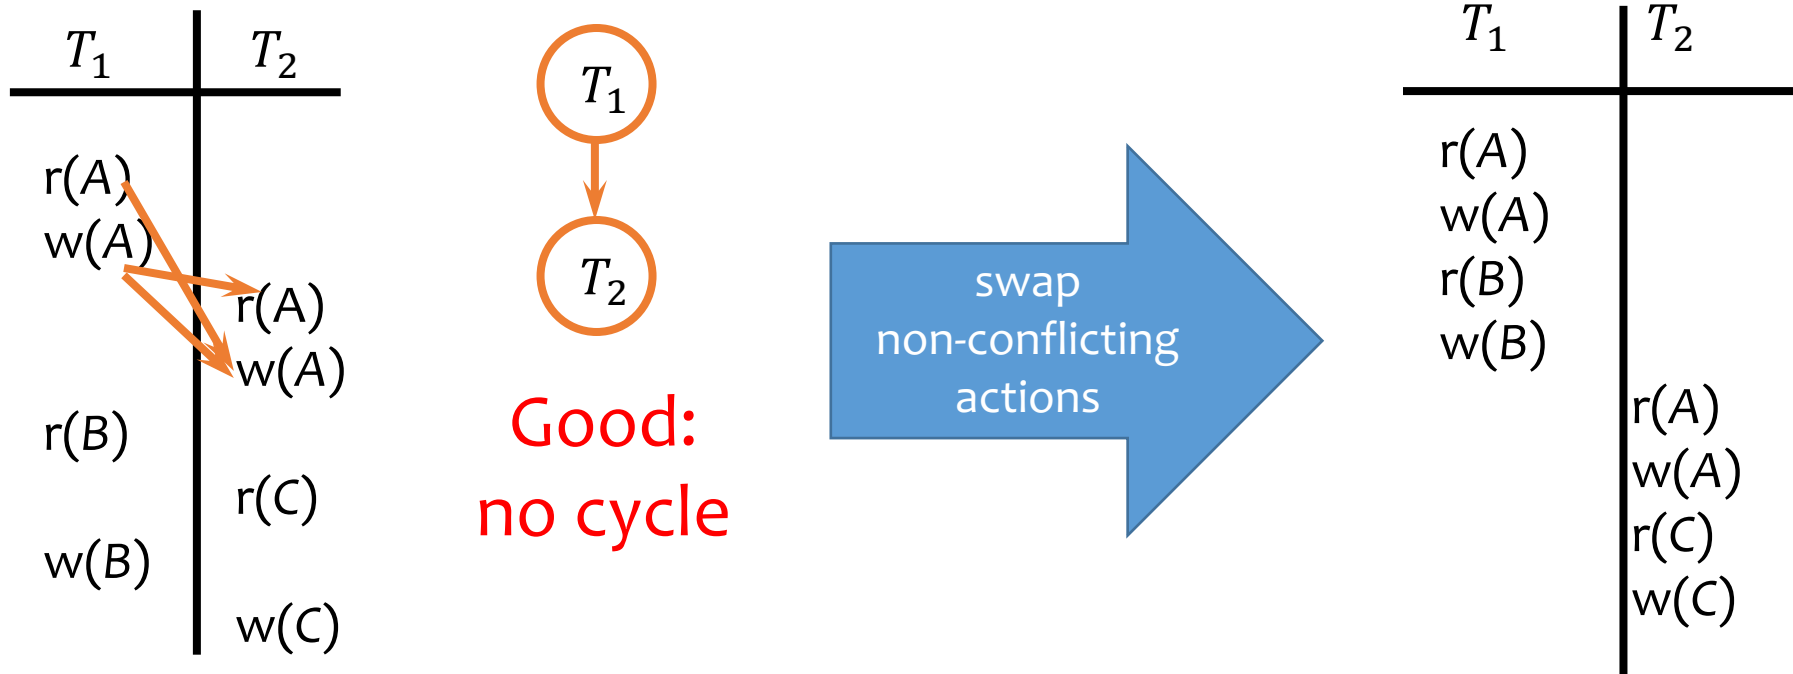 T₁ T₂
r(A)
w(A)
r(A)
w(A)
r(B)
r(C)
w(B)
w(C)
T₁
T₂
Good:
no cycle
swap
non-conflicting
actions
T₁ T₂
r(A)
w(A)
r(B)
w(B)
r(A)
w(A)
r(C)
w(C)